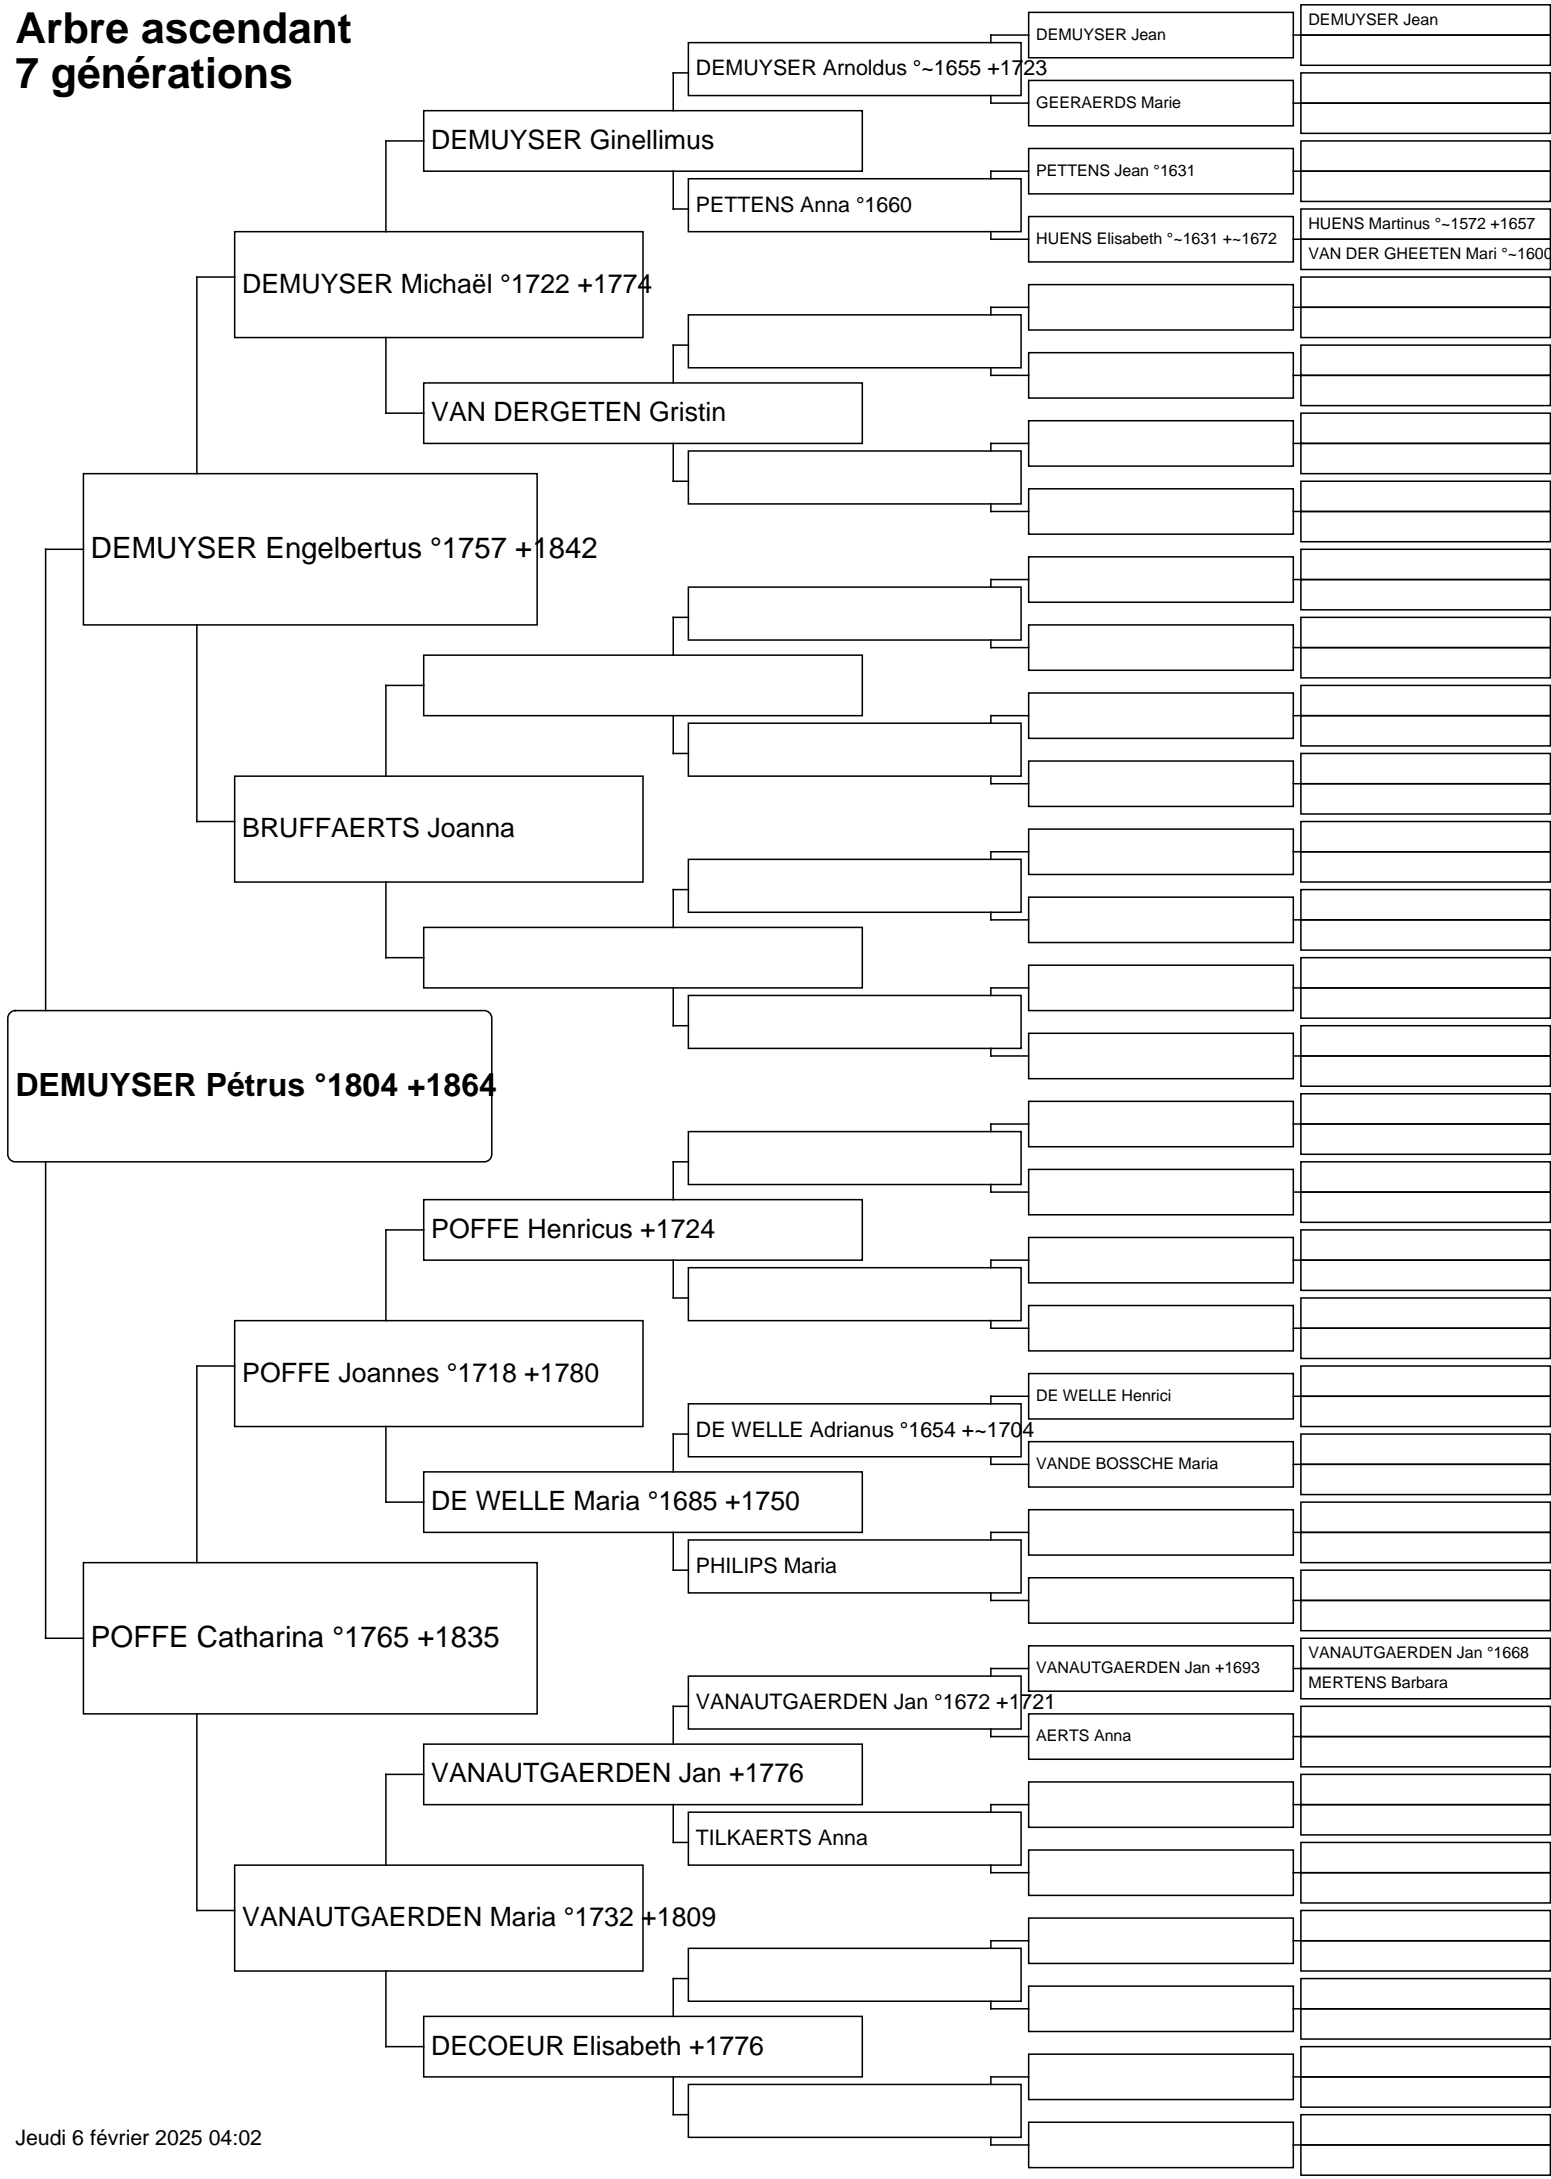 Arbre ascendant
7 générations
DEMUYSER Jean
DEMUYSER Jean
DEMUYSER Arnoldus °~1655 +1723
GEERAERDS Marie
DEMUYSER Ginellimus
PETTENS Jean °1631
PETTENS Anna °1660
HUENS Martinus °~1572 +1657
HUENS Elisabeth °~1631 +~1672
VAN DER GHEETEN Mari °~1600
DEMUYSER Michaël °1722 +1774
VAN DERGETEN Gristin
DEMUYSER Engelbertus °1757 +1842
BRUFFAERTS Joanna
DEMUYSER Pétrus °1804 +1864
POFFE Henricus +1724
POFFE Joannes °1718 +1780
DE WELLE Henrici
DE WELLE Adrianus °1654 +~1704
VANDE BOSSCHE Maria
DE WELLE Maria °1685 +1750
PHILIPS Maria
POFFE Catharina °1765 +1835
VANAUTGAERDEN Jan °1668
VANAUTGAERDEN Jan +1693
MERTENS Barbara
VANAUTGAERDEN Jan °1672 +1721
AERTS Anna
VANAUTGAERDEN Jan +1776
TILKAERTS Anna
VANAUTGAERDEN Maria °1732 +1809
DECOEUR Elisabeth +1776
Jeudi 6 février 2025 04:02